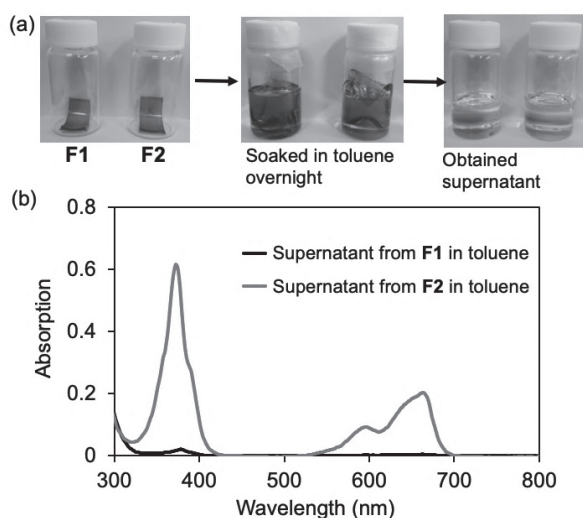 (a)
F1 F2
Soaked in toluene
overnight
Obtained
supernatant
(b)
0.8
0.6
0.4
0.2
0
Absorption
Supernatant from F1 in toluene
Supernatant from F2 in toluene
300 400 500 600 700 800
Wavelength (nm)